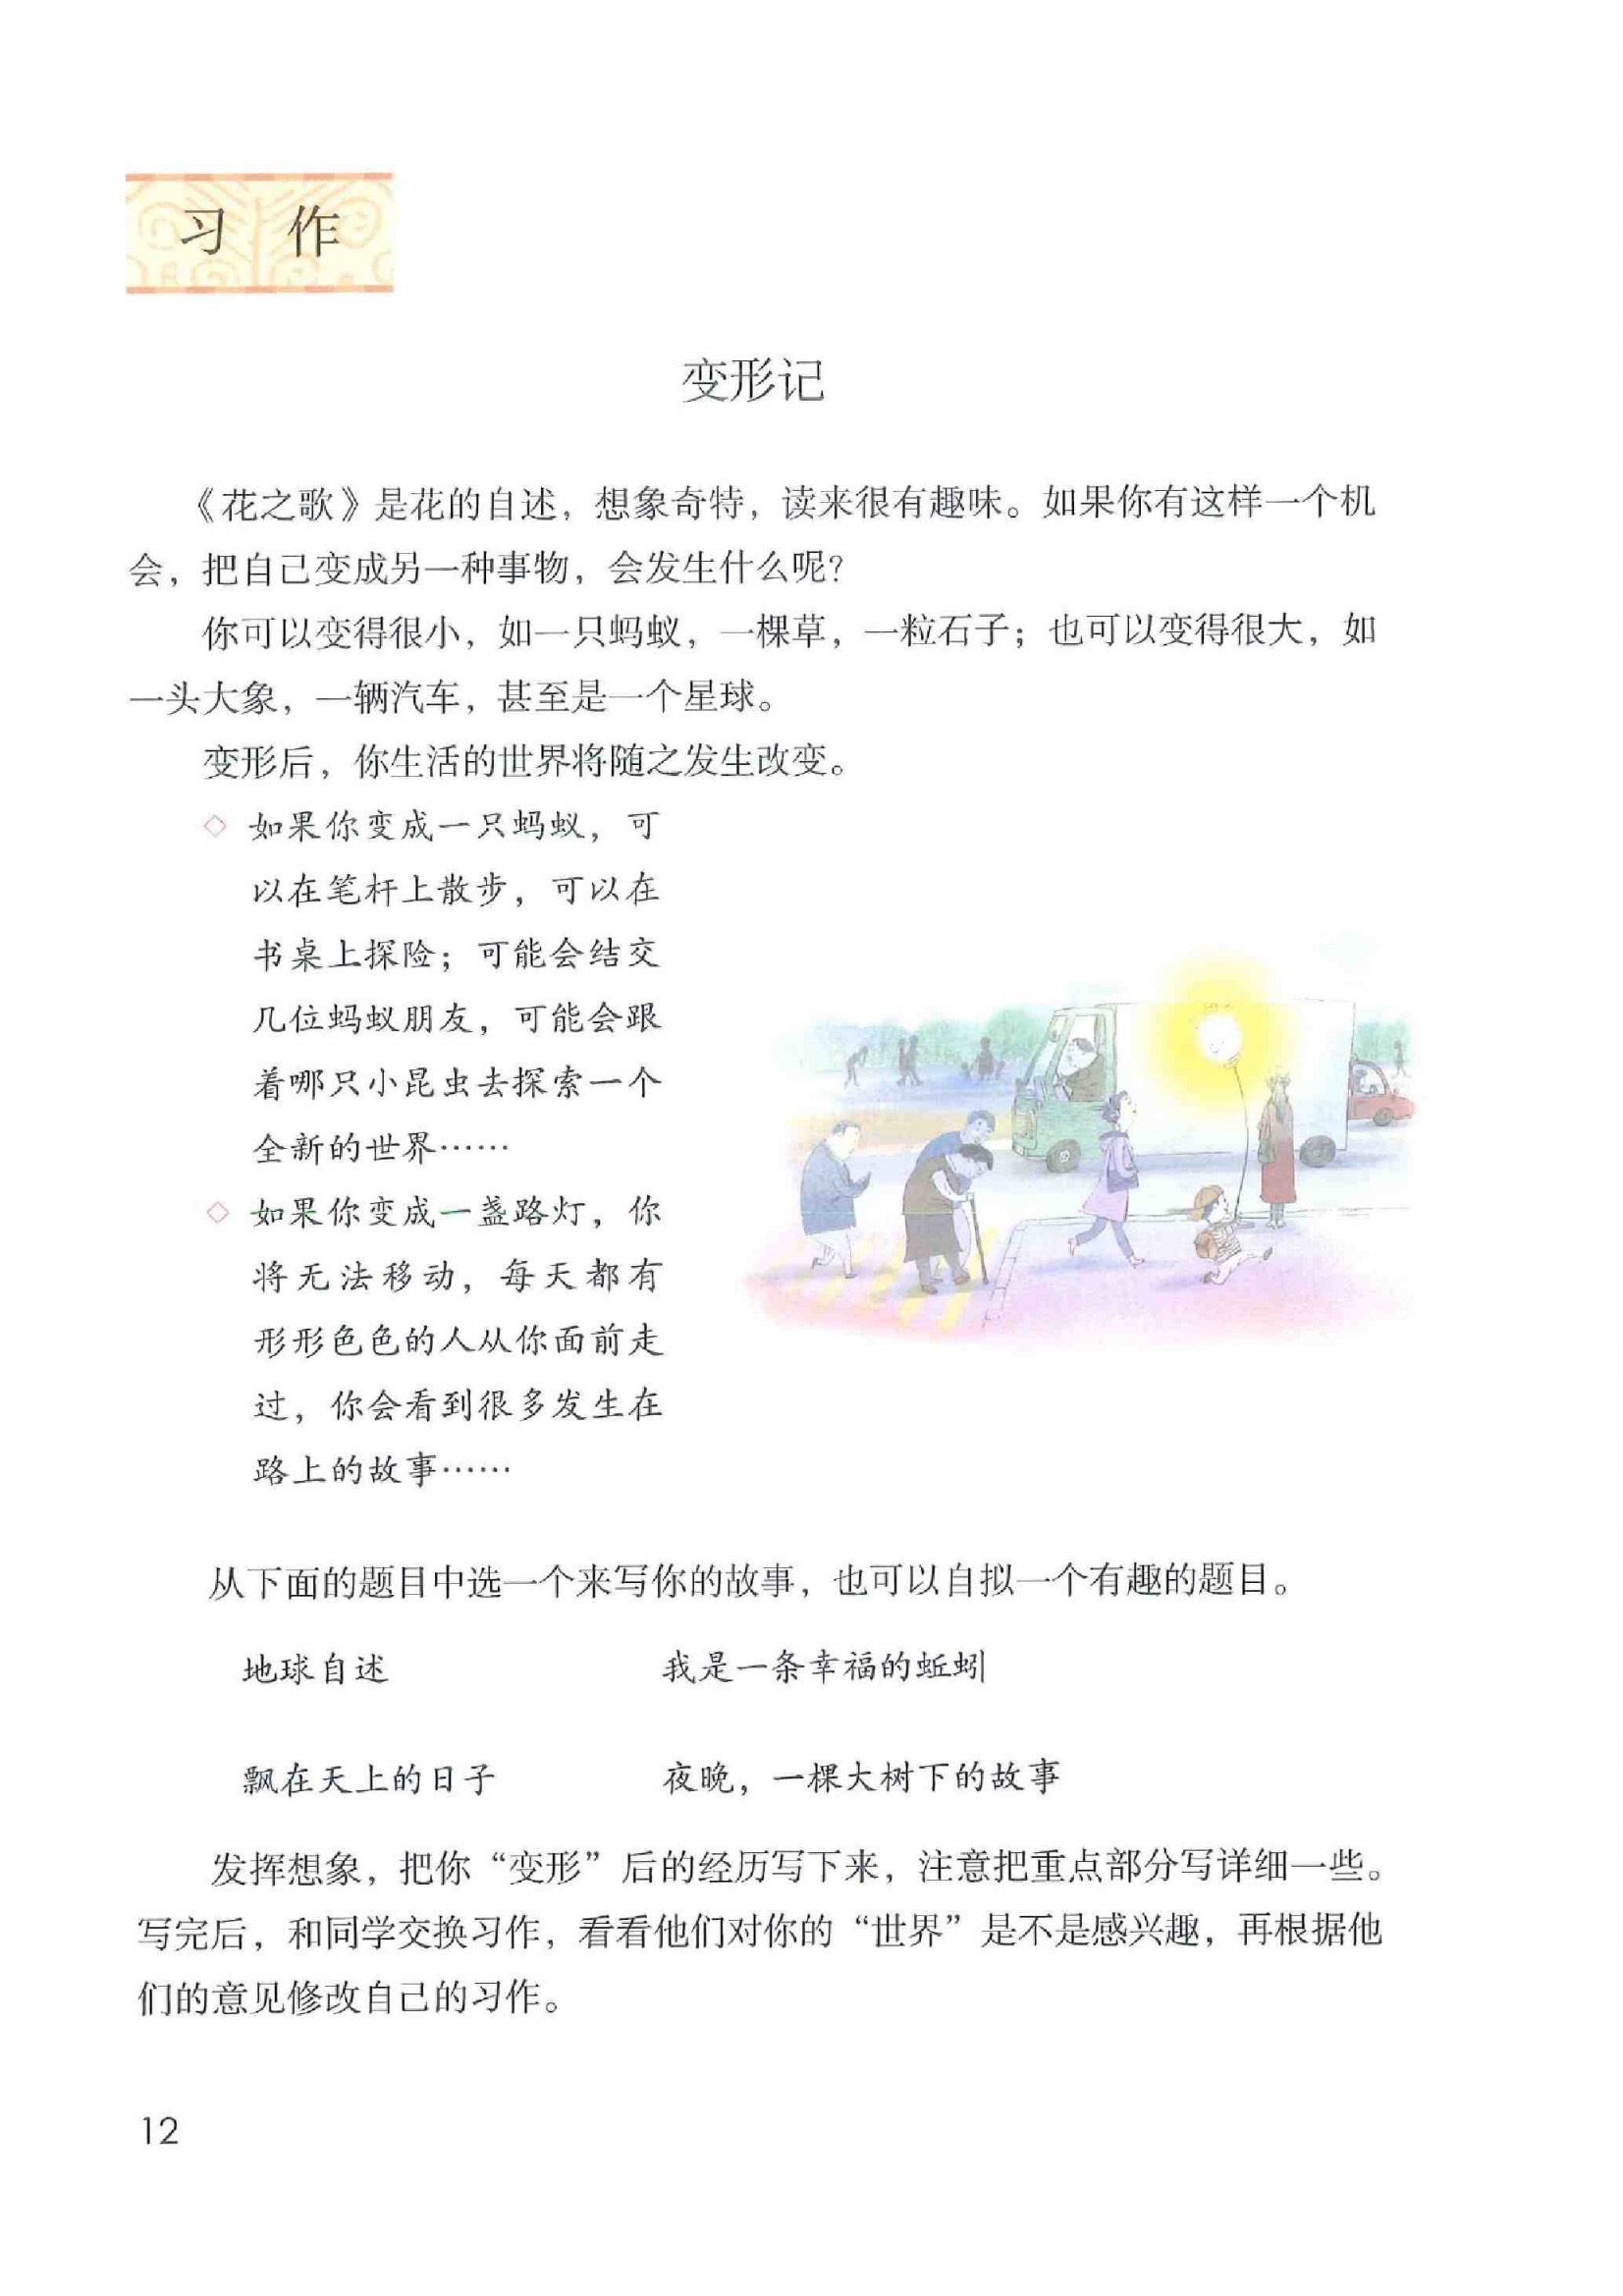 习 作
变形记
《花之歌》是花的自述，想象奇特，读来很有趣味。如果你有这样一个机
会，把自己变成另一种事物，会发生什么呢？
你可以变得很小，如一只蚂蚁，一棵草，一粒石子；也可以变得很大，如
一头大象，一辆汽车，甚至是一个星球。
变形后，你生活的世界将随之发生改变。
◇ 如果你变成一只蚂蚁，可
以在笔杆上散步，可以在
书桌上探险；可能会结交
几位蚂蚁朋友，可能会跟
着哪只小昆虫去探索一个
全新的世界……
◇ 如果你变成一盏路灯，你
将无法移动，每天都有
形形色色的人从你面前走
过，你会看到很多发生在
路上的故事……
从下面的题目中选一个来写你的故事，也可以自拟一个有趣的题目。
地球自述 我是一条幸福的蚯蚓
飘在天上的日子 夜晚，一棵大树下的故事
发挥想象，把你“变形”后的经历写下来，注意把重点部分写详细一些。
写完后，和同学交换习作，看看他们对你的“世界”是不是感兴趣，再根据他
们的意见修改自己的习作。
12